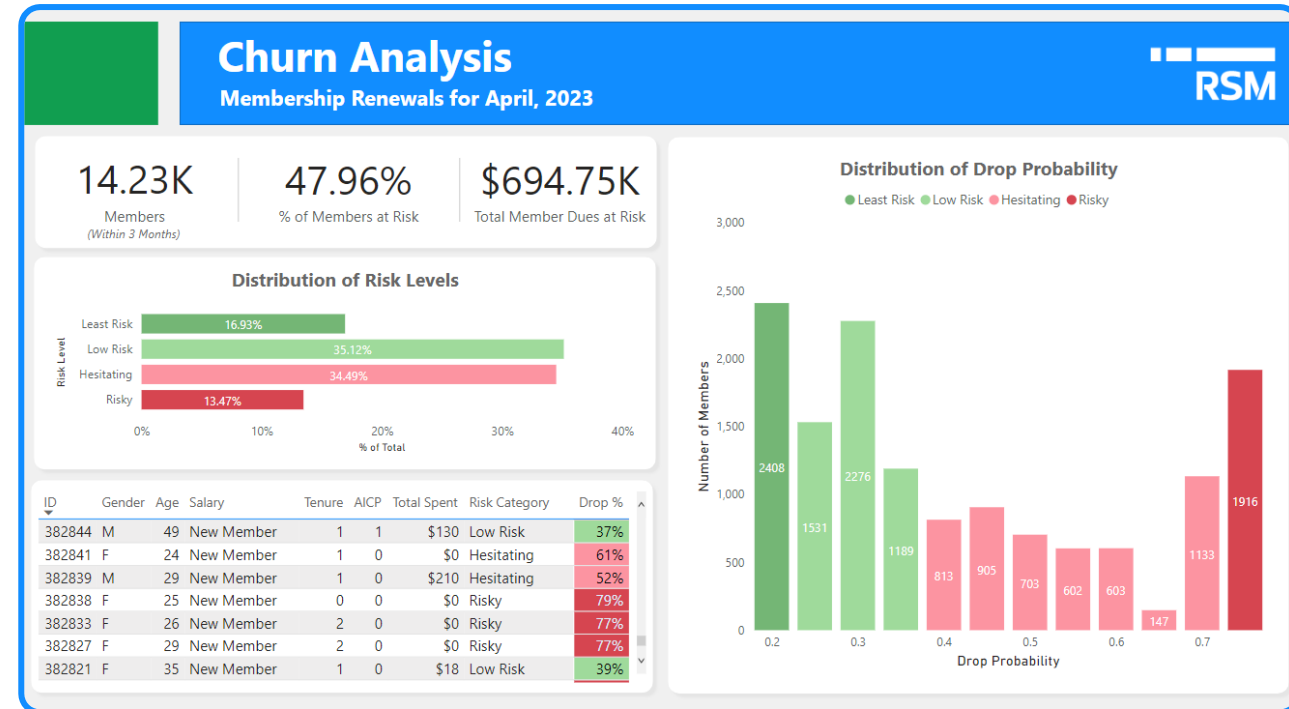 Churn Analysis
Membership Renewals for April, 2023
RSM
14.23K
Members
(Within 3 Months)
47.96%
% of Members at Risk
$694.75K
Total Member Dues at Risk
Distribution of Risk Levels
Risk Level
Least Risk 16.93%
Low Risk 35.12%
Hesitating 34.49%
Risky 13.47%
0% 10% 20% 30% 40%
% of Total
ID Gender Age Salary Tenure AICP Total Spent Risk Category Drop %
382844 M 49 New Member 1 1 $130 Low Risk 37%
382841 F 24 New Member 1 0 $0 Hesitating 61%
382839 M 29 New Member 1 0 $210 Hesitating 52%
382838 F 25 New Member 0 0 $0 Risky 79%
382833 F 26 New Member 2 0 $0 Risky 77%
382827 F 29 New Member 2 0 $0 Risky 77%
382821 F 35 New Member 1 0 $18 Low Risk 39%
Distribution of Drop Probability
Least Risk Low Risk Hesitating Risky
Number of Members
3,000
2,500
2,000
1,500
1,000
500
0
2408 1531 2276 1189 813 905 703 602 603 147 1133 1916
0.2 0.3 0.4 0.5 0.6 0.7
Drop Probability